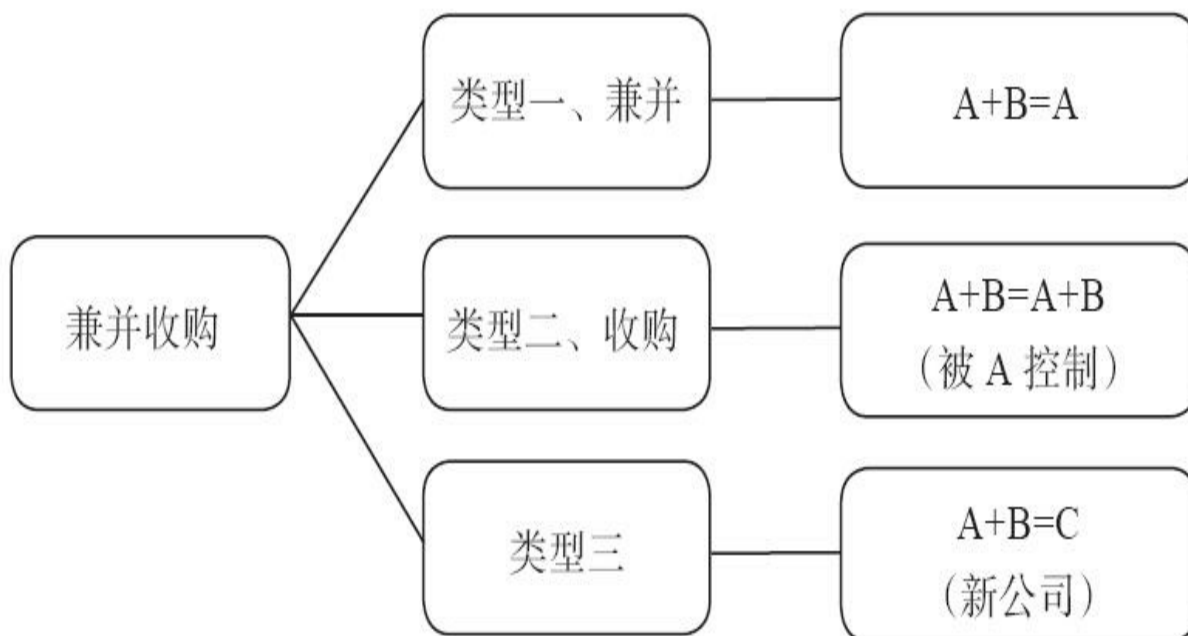 类型一、兼并
A+B=A
兼并收购
类型二、收购
A+B=A+B
（被 A 控制）
类型三
A+B=C
（新公司）